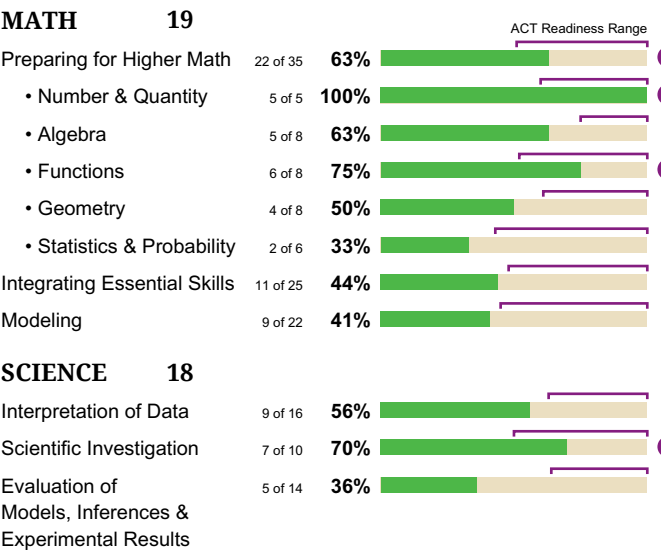 MATH 19
ACT Readiness Range
Preparing for Higher Math 22 of 35 63%
• Number & Quantity 5 of 5 100%
• Algebra 5 of 8 63%
• Functions 6 of 8 75%
• Geometry 4 of 8 50%
• Statistics & Probability 2 of 6 33%
Integrating Essential Skills 11 of 25 44%
Modeling 9 of 22 41%
SCIENCE 18
Interpretation of Data 9 of 16 56%
Scientific Investigation 7 of 10 70%
Evaluation of 5 of 14 36%
Models, Inferences &
Experimental Results